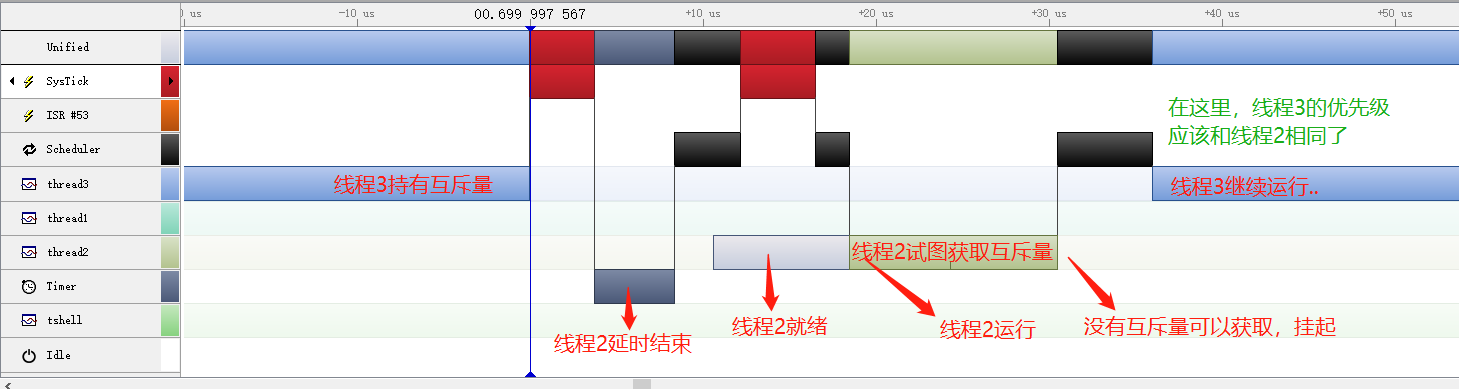 0 us
-10 us
00.699 997 567
+10 us
+20 us
+30 us
+40 us
+50 us
Unified
SysTick
ISR #53
Scheduler
thread3
thread1
thread2
Timer
tshell
Idle
在这里，线程3的优先级
应该和线程2相同了
线程3持有互斥量
线程3继续运行..
线程2试图获取互斥量
线程2延时结束
线程2就绪
线程2运行
没有互斥量可以获取，挂起